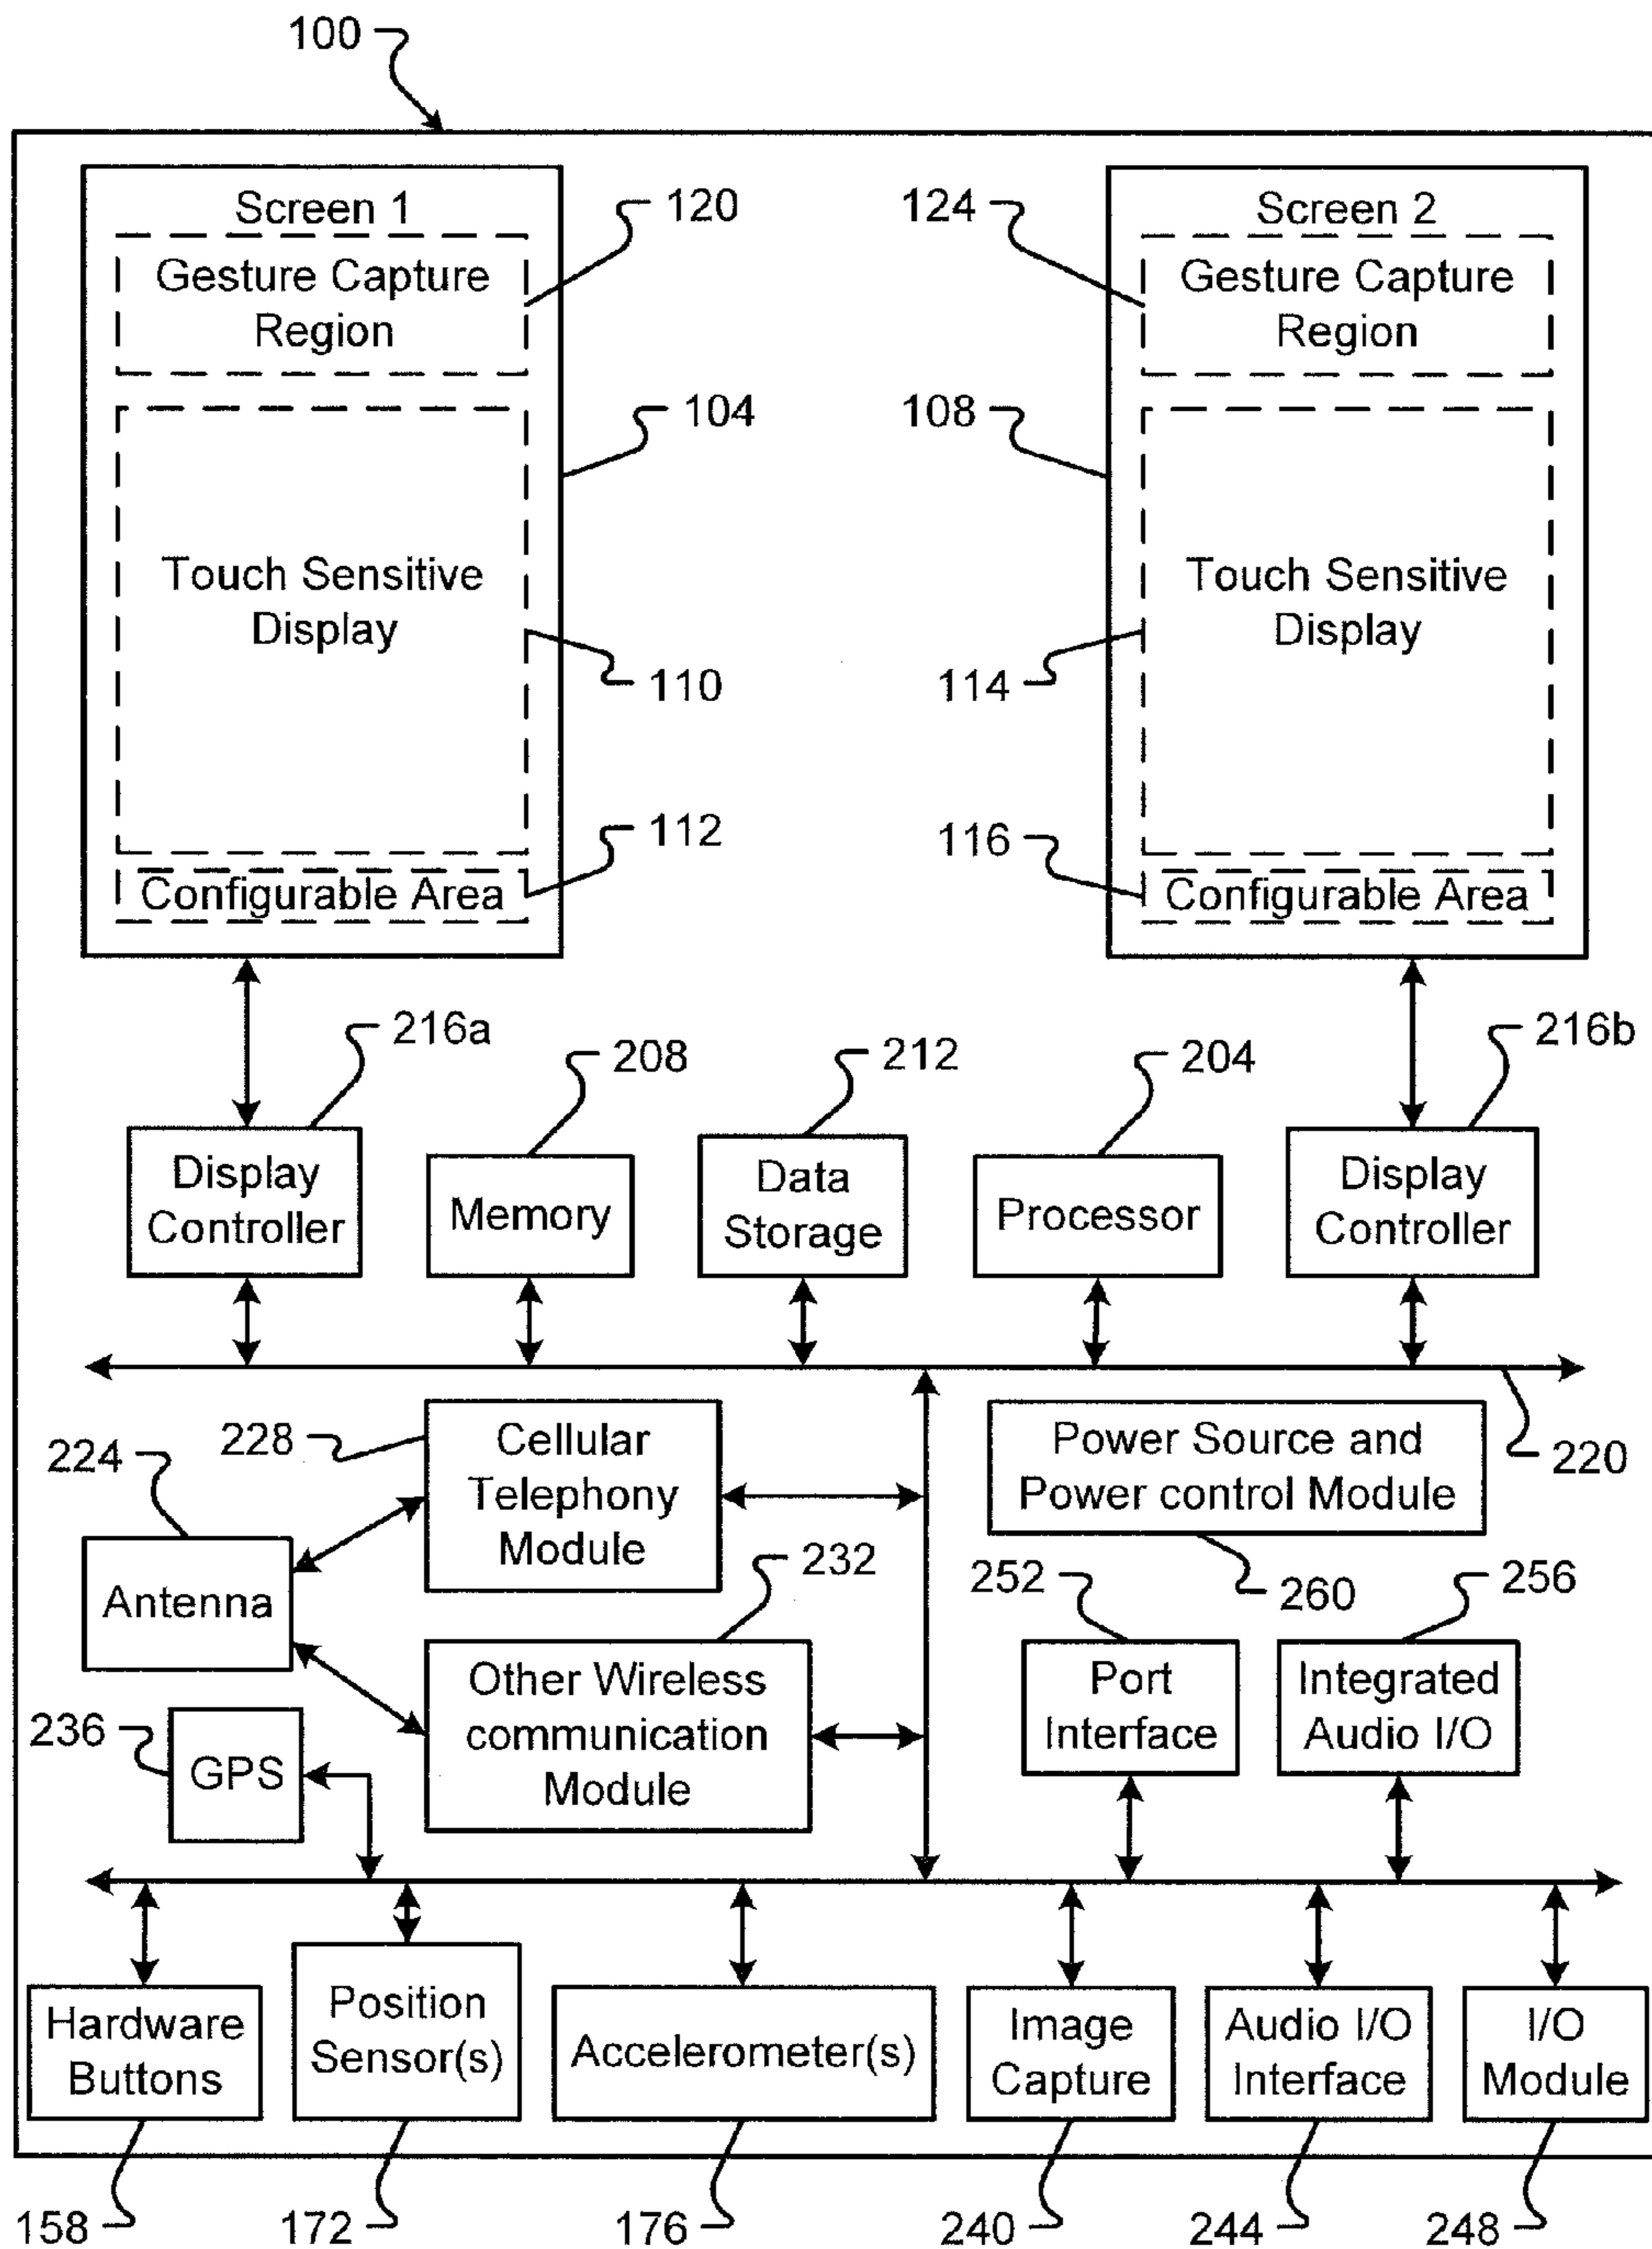 100
Screen 1
Screen 2
120
124
Gesture Capture
Region
Gesture Capture
Region
104
108
Touch Sensitive
Display
Touch Sensitive
Display
110
114
112
116
Configurable Area
Configurable Area
216a
208
212
204
216b
Display
Controller
Memory
Data
Storage
Processor
Display
Controller
228
Cellular
Telephony
Module
Power Source and
Power control Module
220
224
Antenna
232
252
260
256
Other Wireless
communication
Module
Port
Interface
Integrated
Audio I/O
236
GPS
Hardware
Buttons
Position
Sensor(s)
Accelerometer(s)
Image
Capture
Audio I/O
Interface
I/O
Module
158
172
176
240
244
248